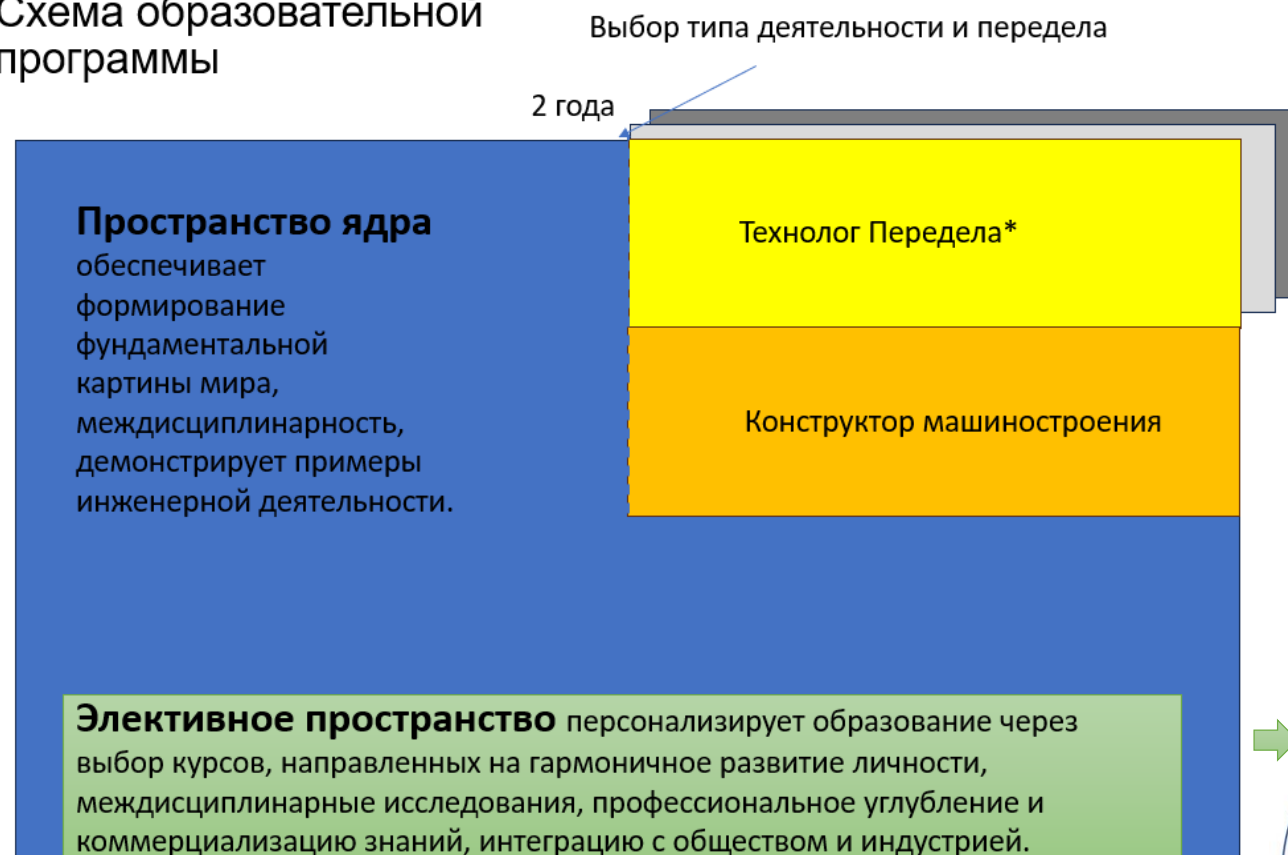 Схема образовательной
программы
Выбор типа деятельности и передела
2 года
Пространство ядра
обеспечивает
формирование
фундаментальной
картины мира,
междисциплинарность,
демонстрирует примеры
инженерной деятельности.
Технолог Передела*
Конструктор машиностроения
Элективное пространство персонализирует образование через
выбор курсов, направленных на гармоничное развитие личности,
междисциплинарные исследования, профессиональное углубление и
коммерциализацию знаний, интеграцию с обществом и индустрией.